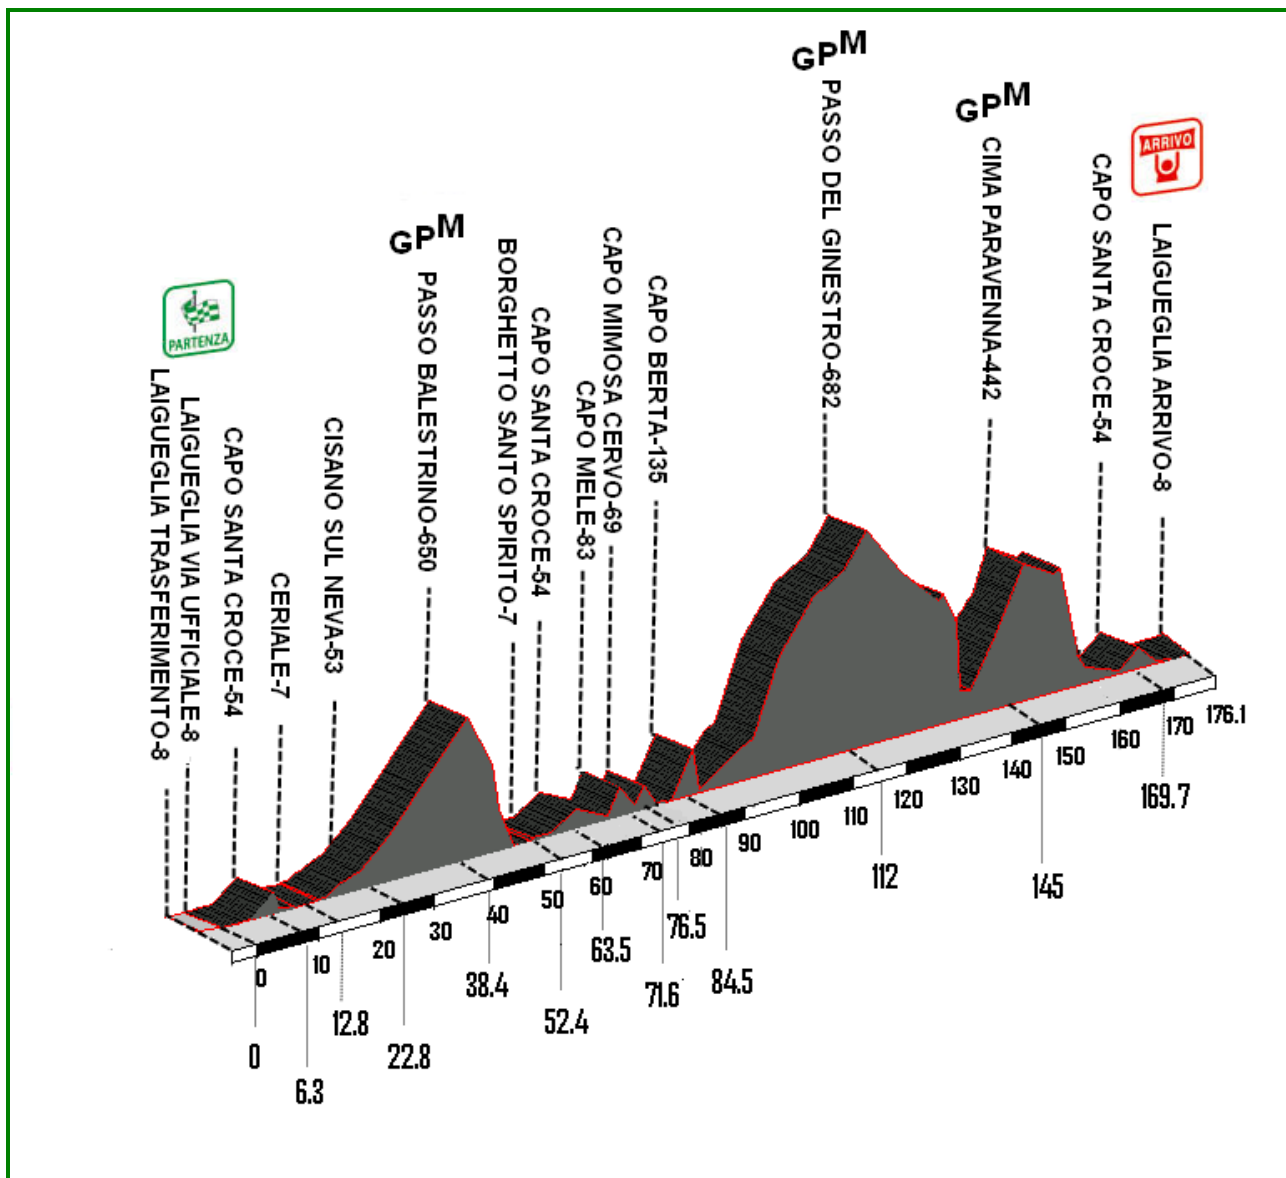 PARTENZA
LAIGUEGLIA TRASFERIMENTO-8
LAIGUEGLIA VIA UFFICIALE-8
CAPO SANTA CROCE-54
CERIALE-7
CISANO SUL NEVA-53
GPM
PASSO BALESTRINO-650
BORGHETTO SANTO SPIRITO-7
CAPO SANTA CROCE-54
CAPO MELE-83
CAPO MIMOSA CERVO-69
CAPO BERTA-135
GPM
PASSO DEL GINESTRO-682
GPM
CIMA PARAVENNA-442
CAPO SANTA CROCE-54
ARRIVO
LAIGUEGLIA ARRIVO-8
0
10
20
30
40
50
60
70
80
90
100
110
120
130
140
150
160
170
176.1
0
6.3
12.8
22.8
38.4
52.4
63.5
71.6
76.5
84.5
112
145
169.7